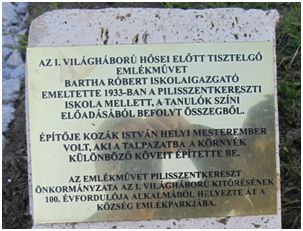 AZ I. VILÁGHÁBORÚ HŐSEI ELŐTT TISZTELGŐ
EMLÉKMŰVET
BARTHA RÓBERT ISKOLAIGAZGATÓ
EMELTETTE 1933-BAN A PILISSZENTKERESZTI
ISKOLA MELLETT, A TANULÓK SZÍNI
ELŐADÁSÁBÓL BEFOLYT ÖSSZEGBŐL.
ÉPÍTŐJE KOZÁK ISTVÁN HELYI MESTEREMBER
VOLT, AKI A TALPAZATBA A KÖRNYÉK
KÜLÖNBÖZŐ KÖVEIT ÉPÍTETTE BE.
AZ EMLÉKMŰVET PILISSZENTKERESZT
ÖNKORMÁNYZATA AZ I. VILÁGHÁBORÚ KITÖRÉSÉNEK
100. ÉVFORDULÓJA ALKALMÁBÓL HELYEZTE ÁT A
KÖZSÉG EMLÉKPARKJÁBA.